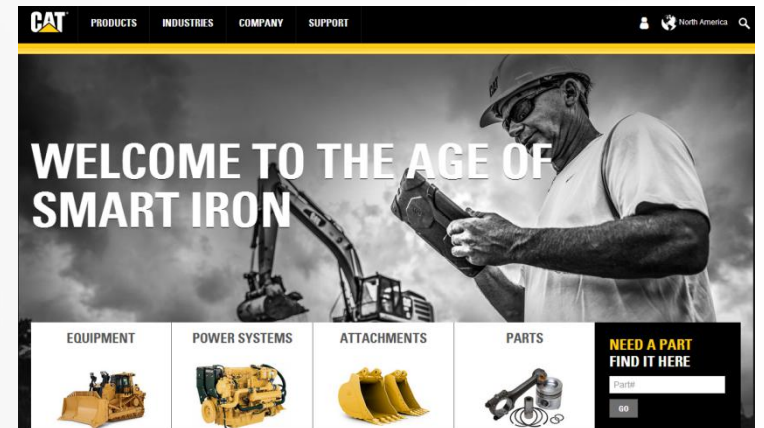 CAT
PRODUCTS
INDUSTRIES
COMPANY
SUPPORT
North America
WELCOME TO THE AGE OF
SMART IRON
EQUIPMENT
POWER SYSTEMS
ATTACHMENTS
PARTS
NEED A PART
FIND IT HERE
Part#
GO